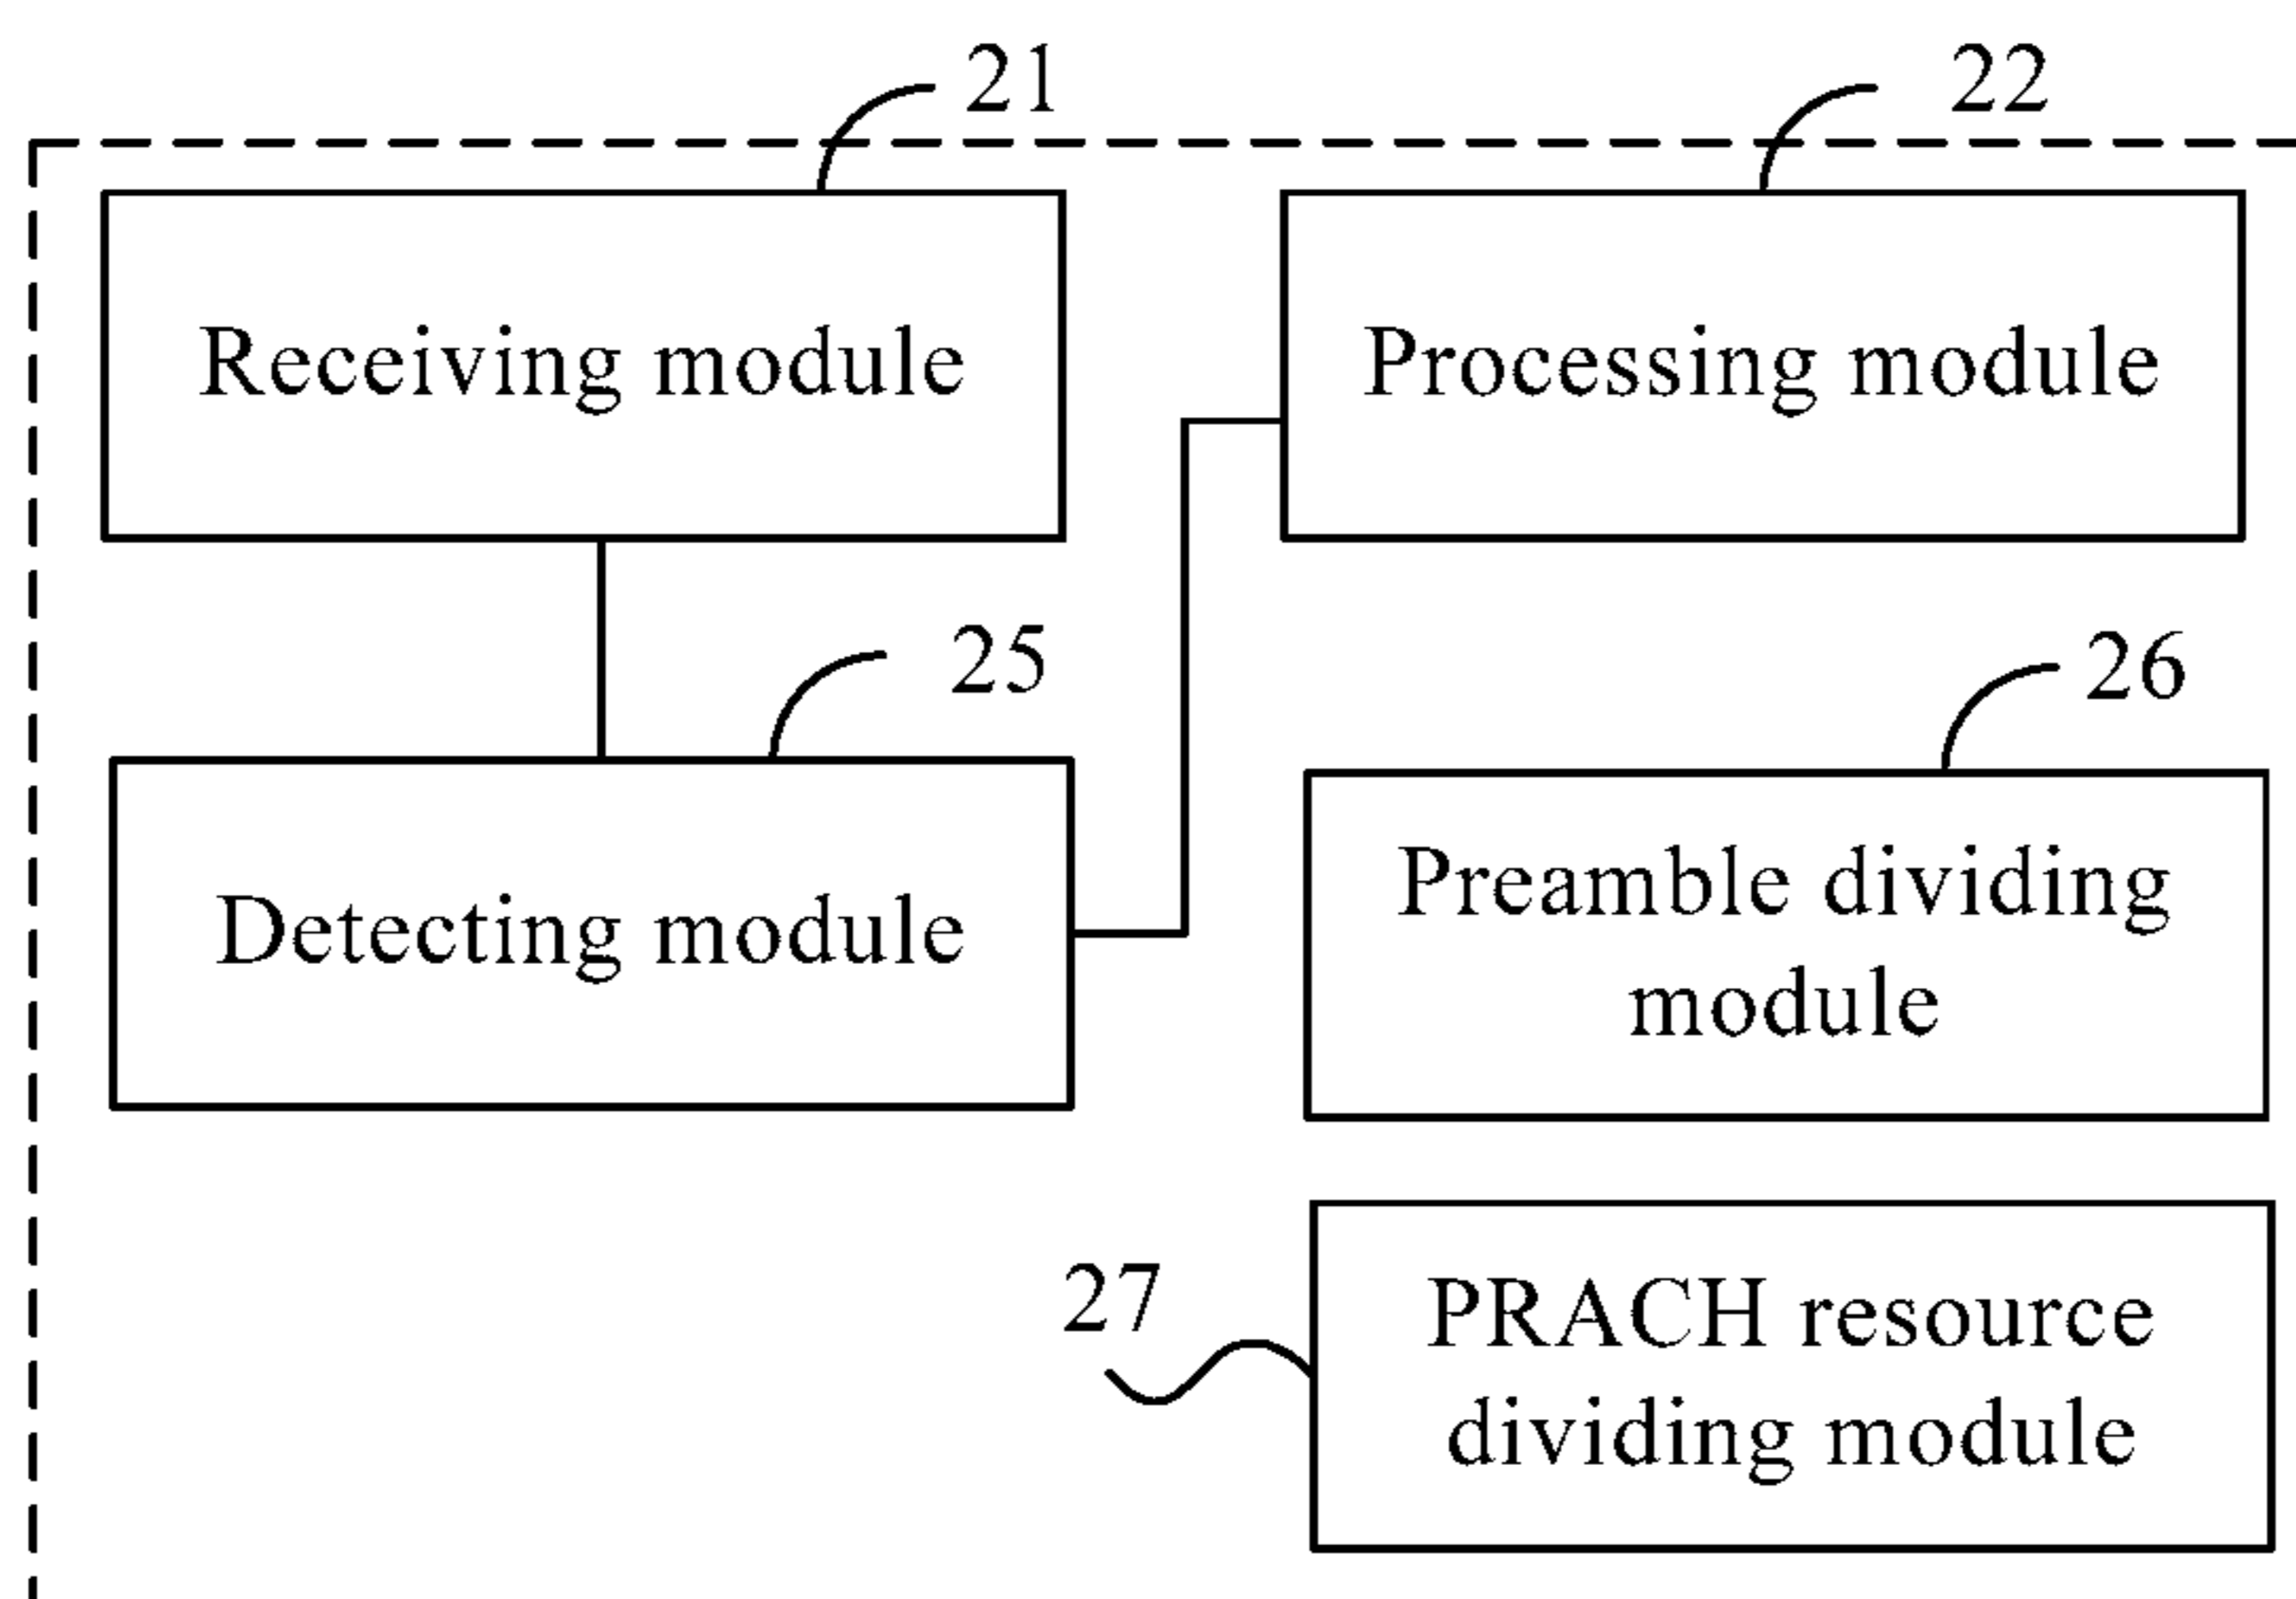 21
22
Receiving module
Processing module
25
26
Detecting module
Preamble dividing
module
27
PRACH resource
dividing module